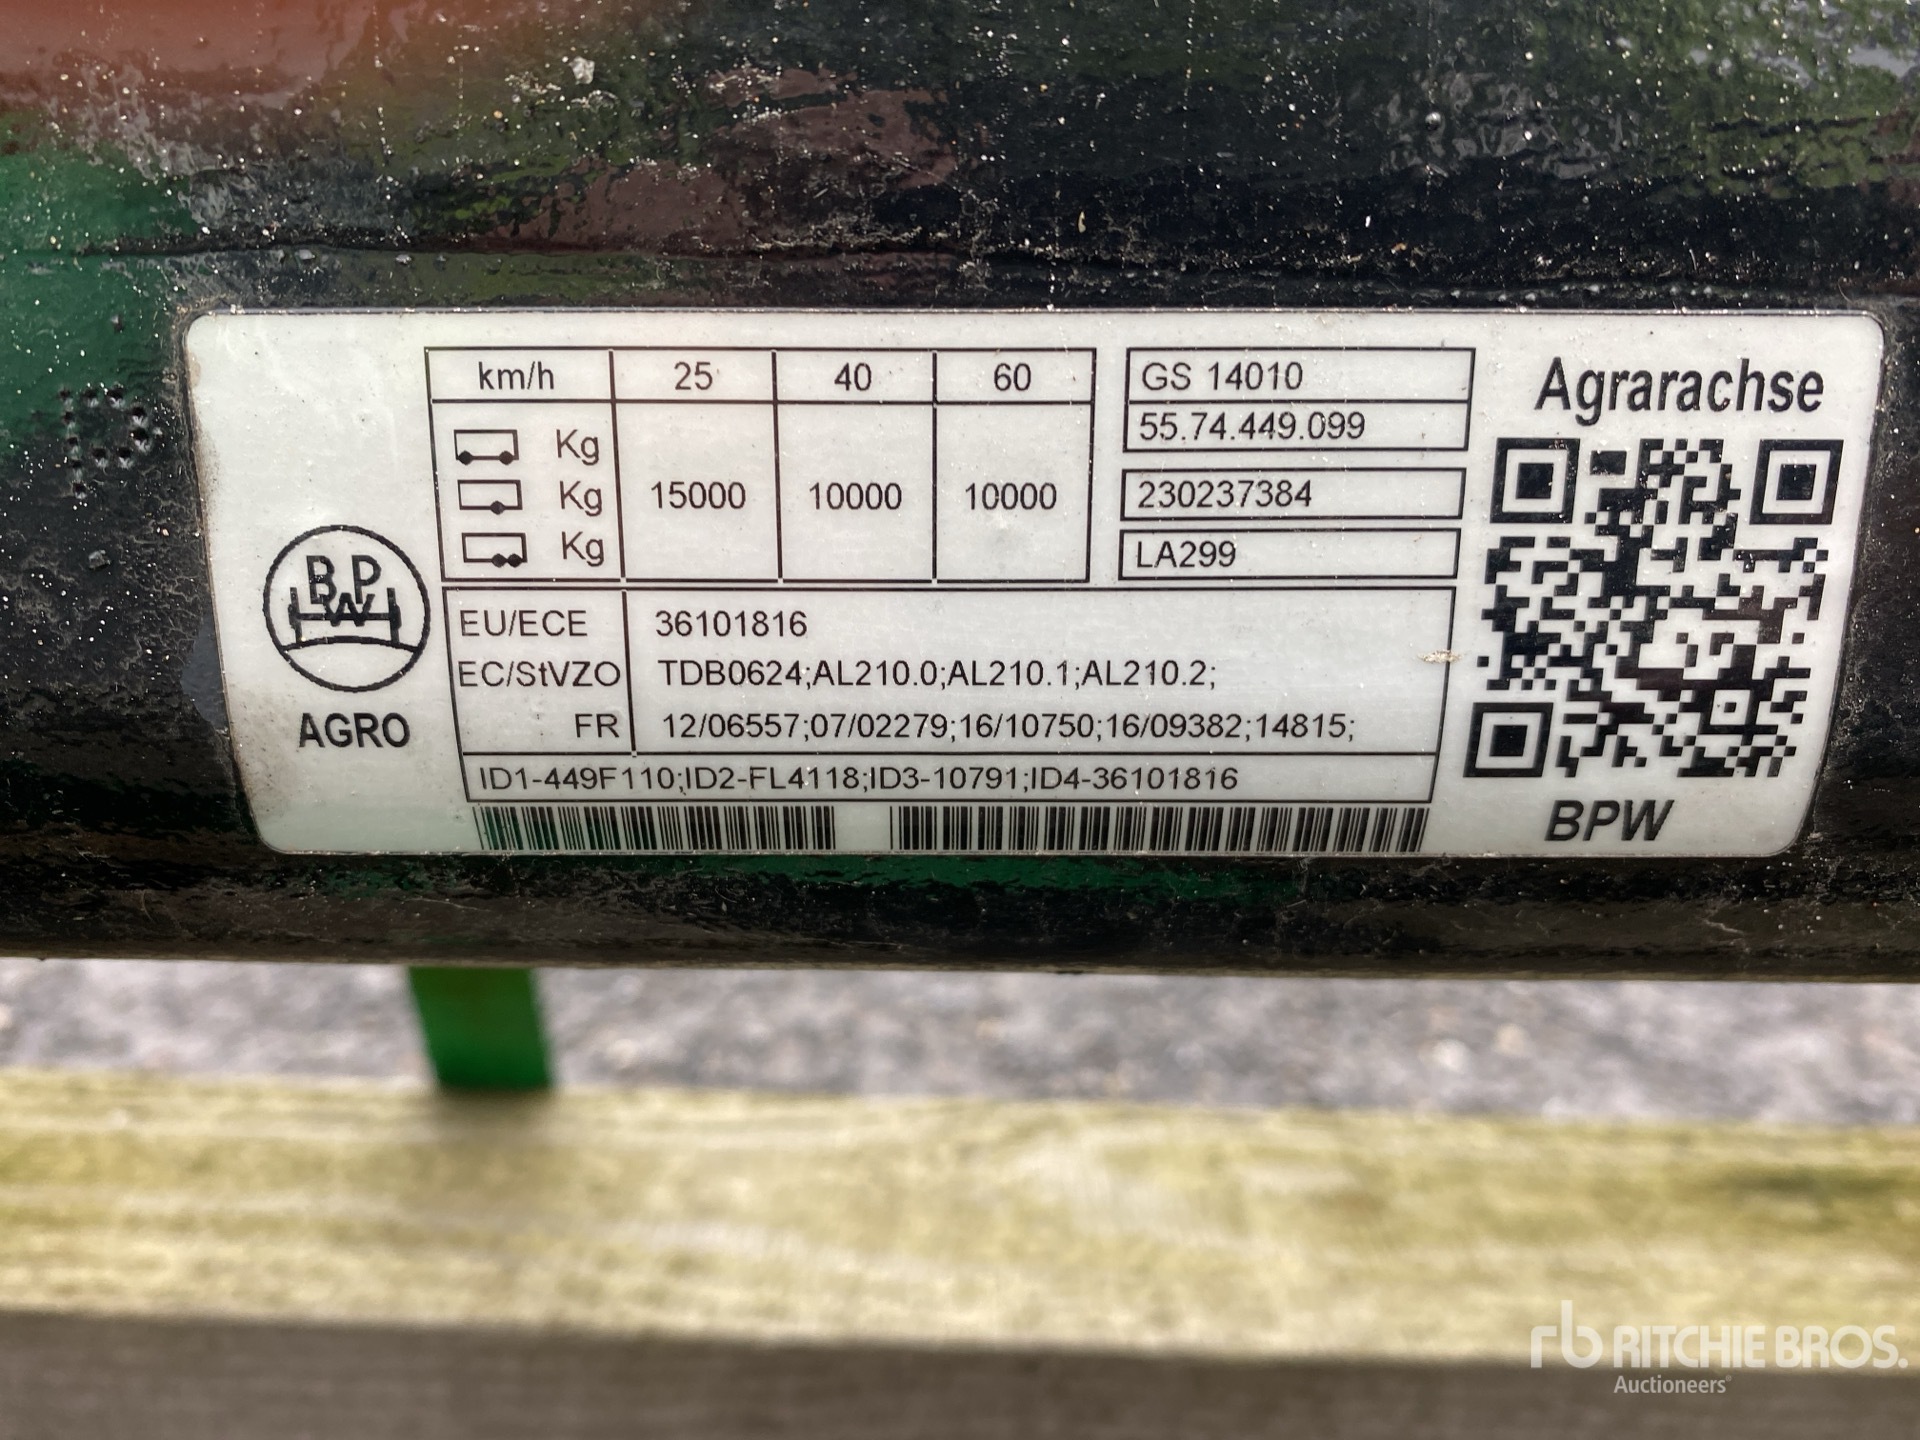 km/h 25 40 60
Kg
Kg 15000 10000 10000
Kg
GS 14010
55.74.449.099
230237384
LA299
Agrarachse
BPW
AGRO
EU/ECE 36101816
EC/StVZO TDB0624;AL210.0;AL210.1;AL210.2;
FR 12/06557;07/02279;16/10750;16/09382;14815;
ID1-449F110;ID2-FL4118;ID3-10791;ID4-36101816
BPW
rb RITCHIE BROS.
Auctioneers